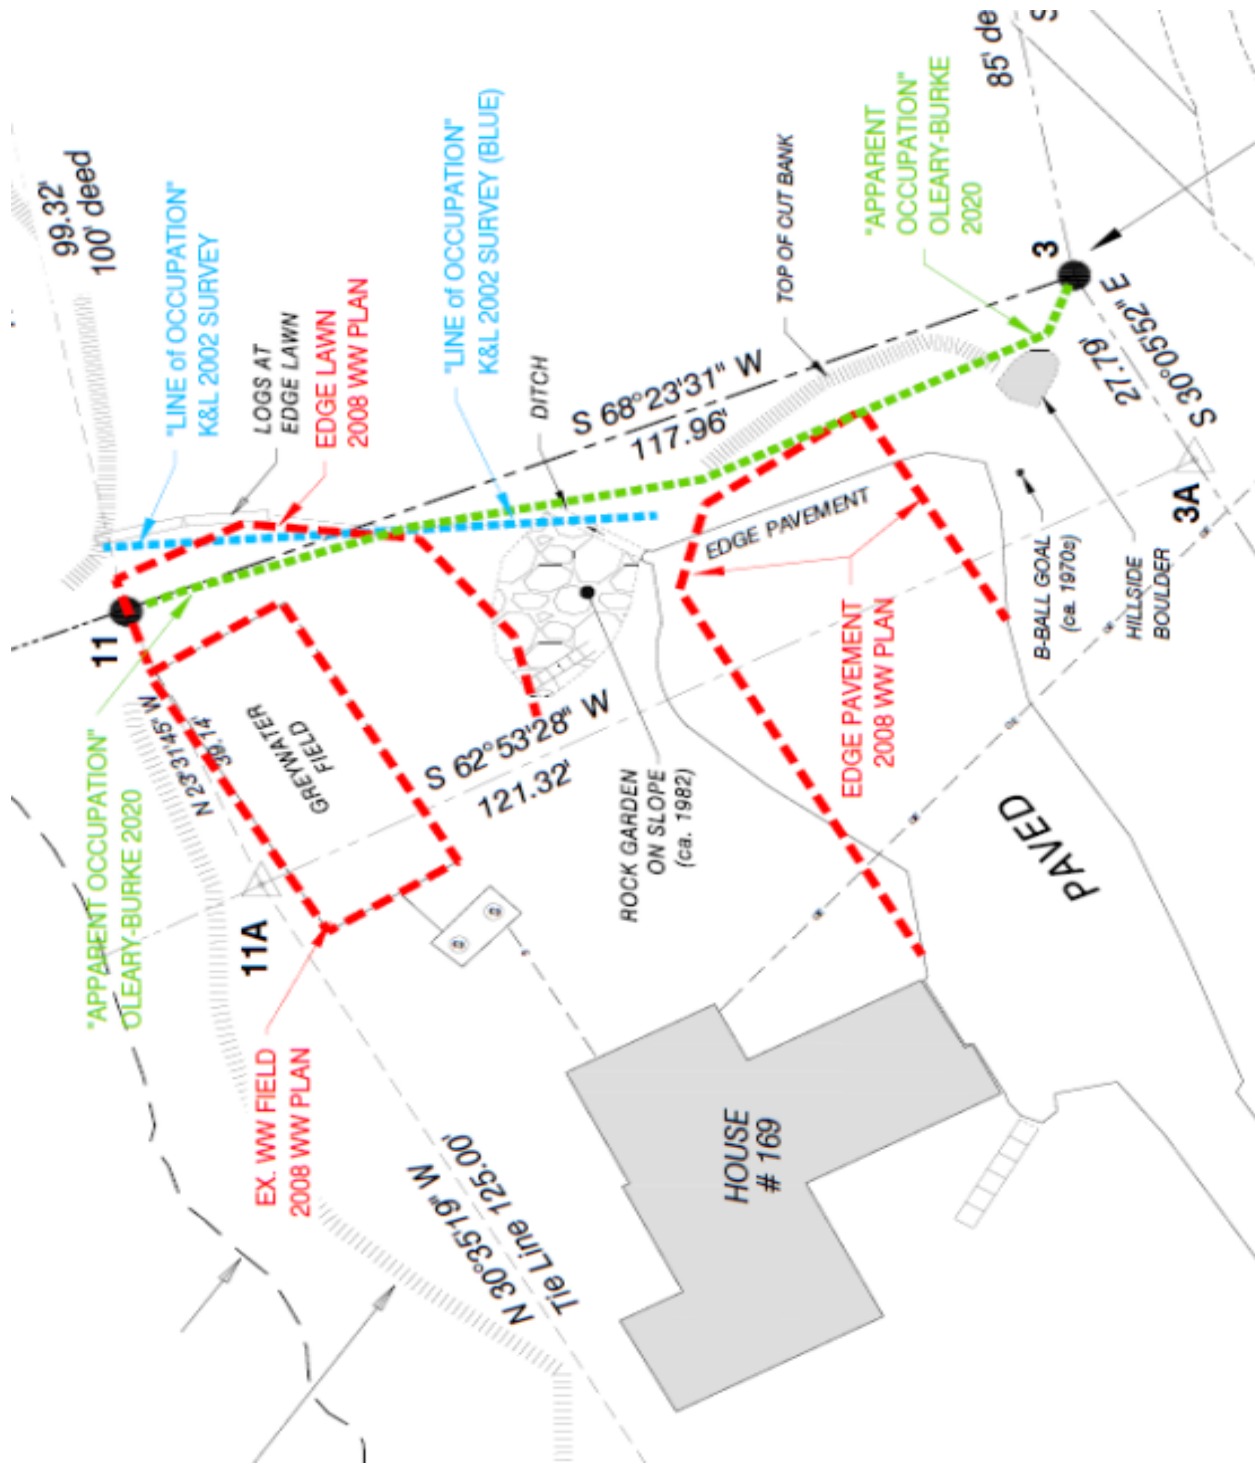 99.32'
100' deed
"LINE of OCCUPATION"
K&L 2002 SURVEY
LOGS AT
EDGE LAWN
EDGE LAWN
2008 WW PLAN
"LINE of OCCUPATION"
K&L 2002 SURVEY (BLUE)
DITCH
S 68°23'31" W
117.96'
TOP OF CUT BANK
"APPARENT
OCCUPATION"
OLEARY-BURKE
2020
85' de
S
3
27.79'
S 30°05'52" E
3A
11
N 23°31'45" W
39.14'
GREYWATER
FIELD
S 62°53'28" W
121.32'
"APPARENT OCCUPATION"
OLEARY-BURKE 2020
11A
EX. WW FIELD
2008 WW PLAN
N 30°35'19" W
Tie Line 125.00'
ROCK GARDEN
ON SLOPE
(ca. 1982)
EDGE PAVEMENT
EDGE PAVEMENT
2008 WW PLAN
B-BALL GOAL
(ca. 1970s)
HILLSIDE
BOULDER
PAVED
HOUSE
# 169